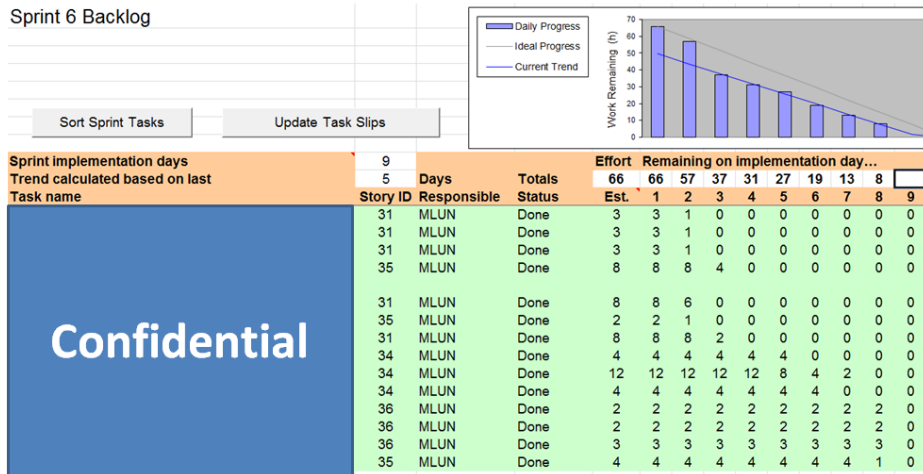 Sprint 6 Backlog
Daily Progress
Ideal Progress
Current Trend
Work Remaining (h)
70
60
50
40
30
20
10
0
1 2 3 4 5 6 7 8 9
Sort Sprint Tasks Update Task Slips
Sprint implementation days 9 Effort Remaining on implementation day…
Trend calculated based on last 5 Days Totals 66 66 57 37 31 27 19 13 8
Task name Story ID Responsible Status Est. 1 2 3 4 5 6 7 8 9
31 MLUN Done 3 3 1 0 0 0 0 0 0 0
31 MLUN Done 3 3 1 0 0 0 0 0 0 0
31 MLUN Done 3 3 1 0 0 0 0 0 0 0
35 MLUN Done 8 8 8 4 0 0 0 0 0 0
31 MLUN Done 8 8 6 0 0 0 0 0 0 0
35 MLUN Done 2 2 1 0 0 0 0 0 0 0
31 MLUN Done 8 8 8 2 0 0 0 0 0 0
34 MLUN Done 4 4 4 4 4 4 0 0 0 0
34 MLUN Done 12 12 12 12 12 8 4 2 0 0
34 MLUN Done 4 4 4 4 4 4 4 0 0 0
36 MLUN Done 2 2 2 2 2 2 2 2 2 0
36 MLUN Done 2 2 2 2 2 2 2 2 2 0
36 MLUN Done 3 3 3 3 3 3 3 3 3 0
35 MLUN Done 4 4 4 4 4 4 4 4 1 0
Confidential